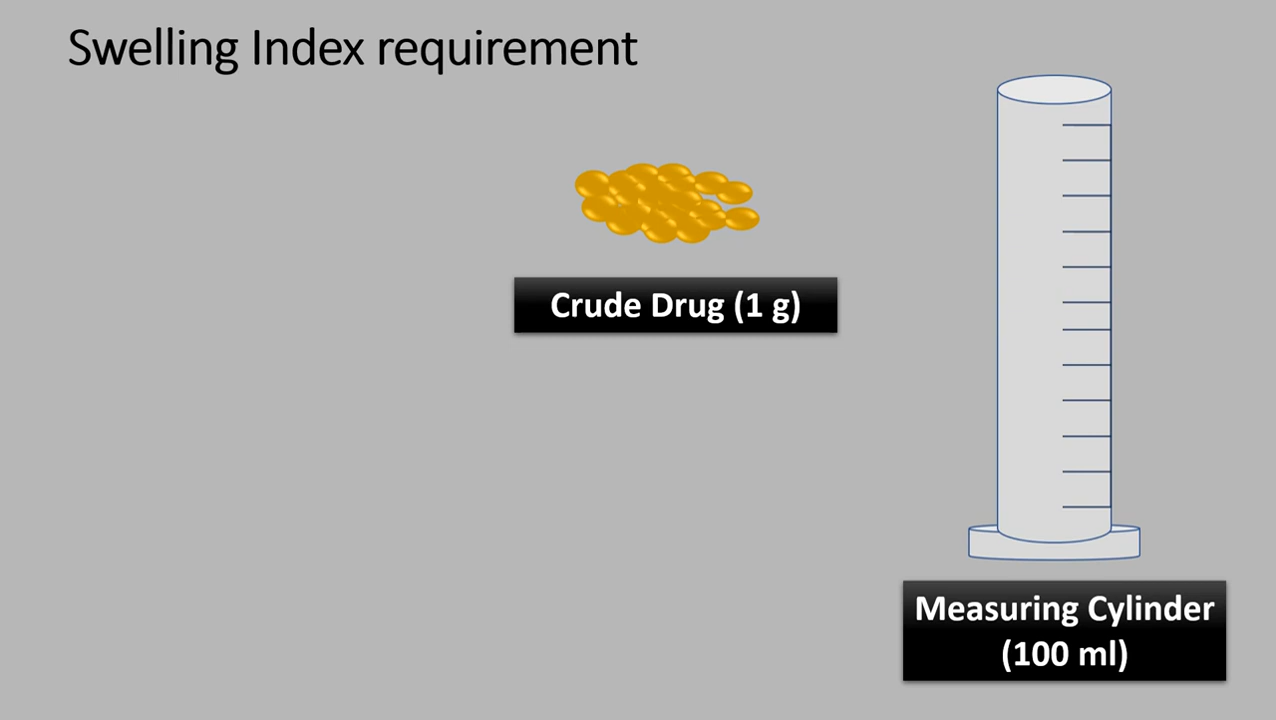 Swelling Index requirement
Crude Drug (1 g)
Measuring Cylinder
(100 ml)